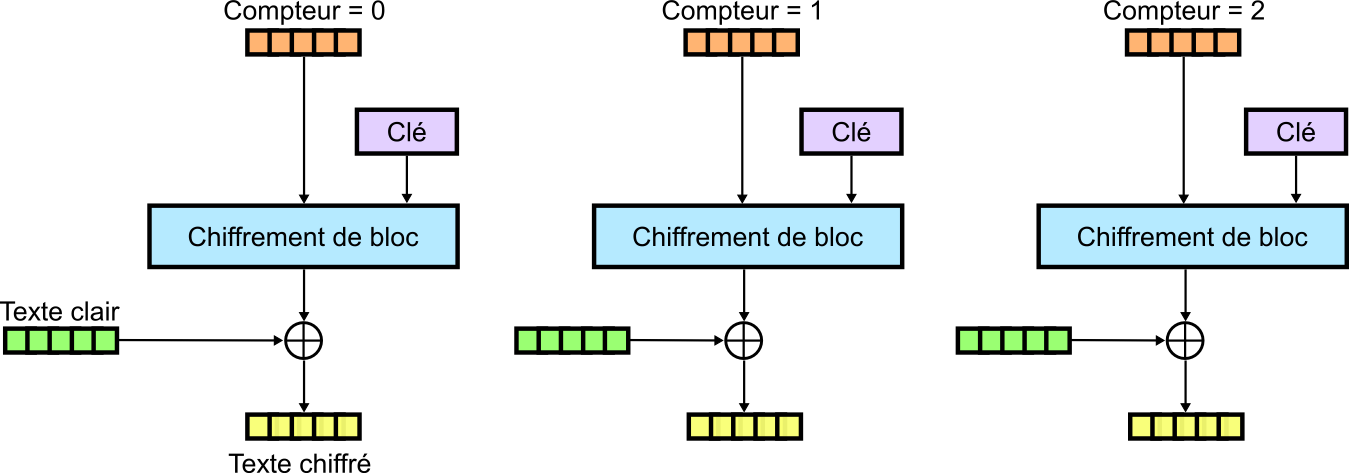 Compteur = 0
Compteur = 1
Compteur = 2
Clé
Clé
Clé
Chiffrement de bloc
Chiffrement de bloc
Chiffrement de bloc
Texte clair
Texte chiffré